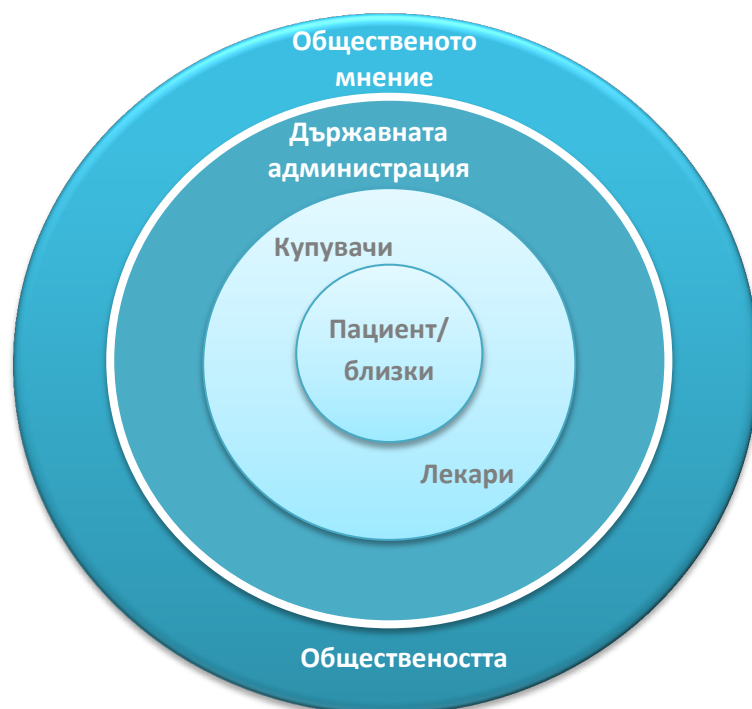 Общественото
мнение
Държавната
администрация
Купувачи
Пациент/
близки
Лекари
Обществеността